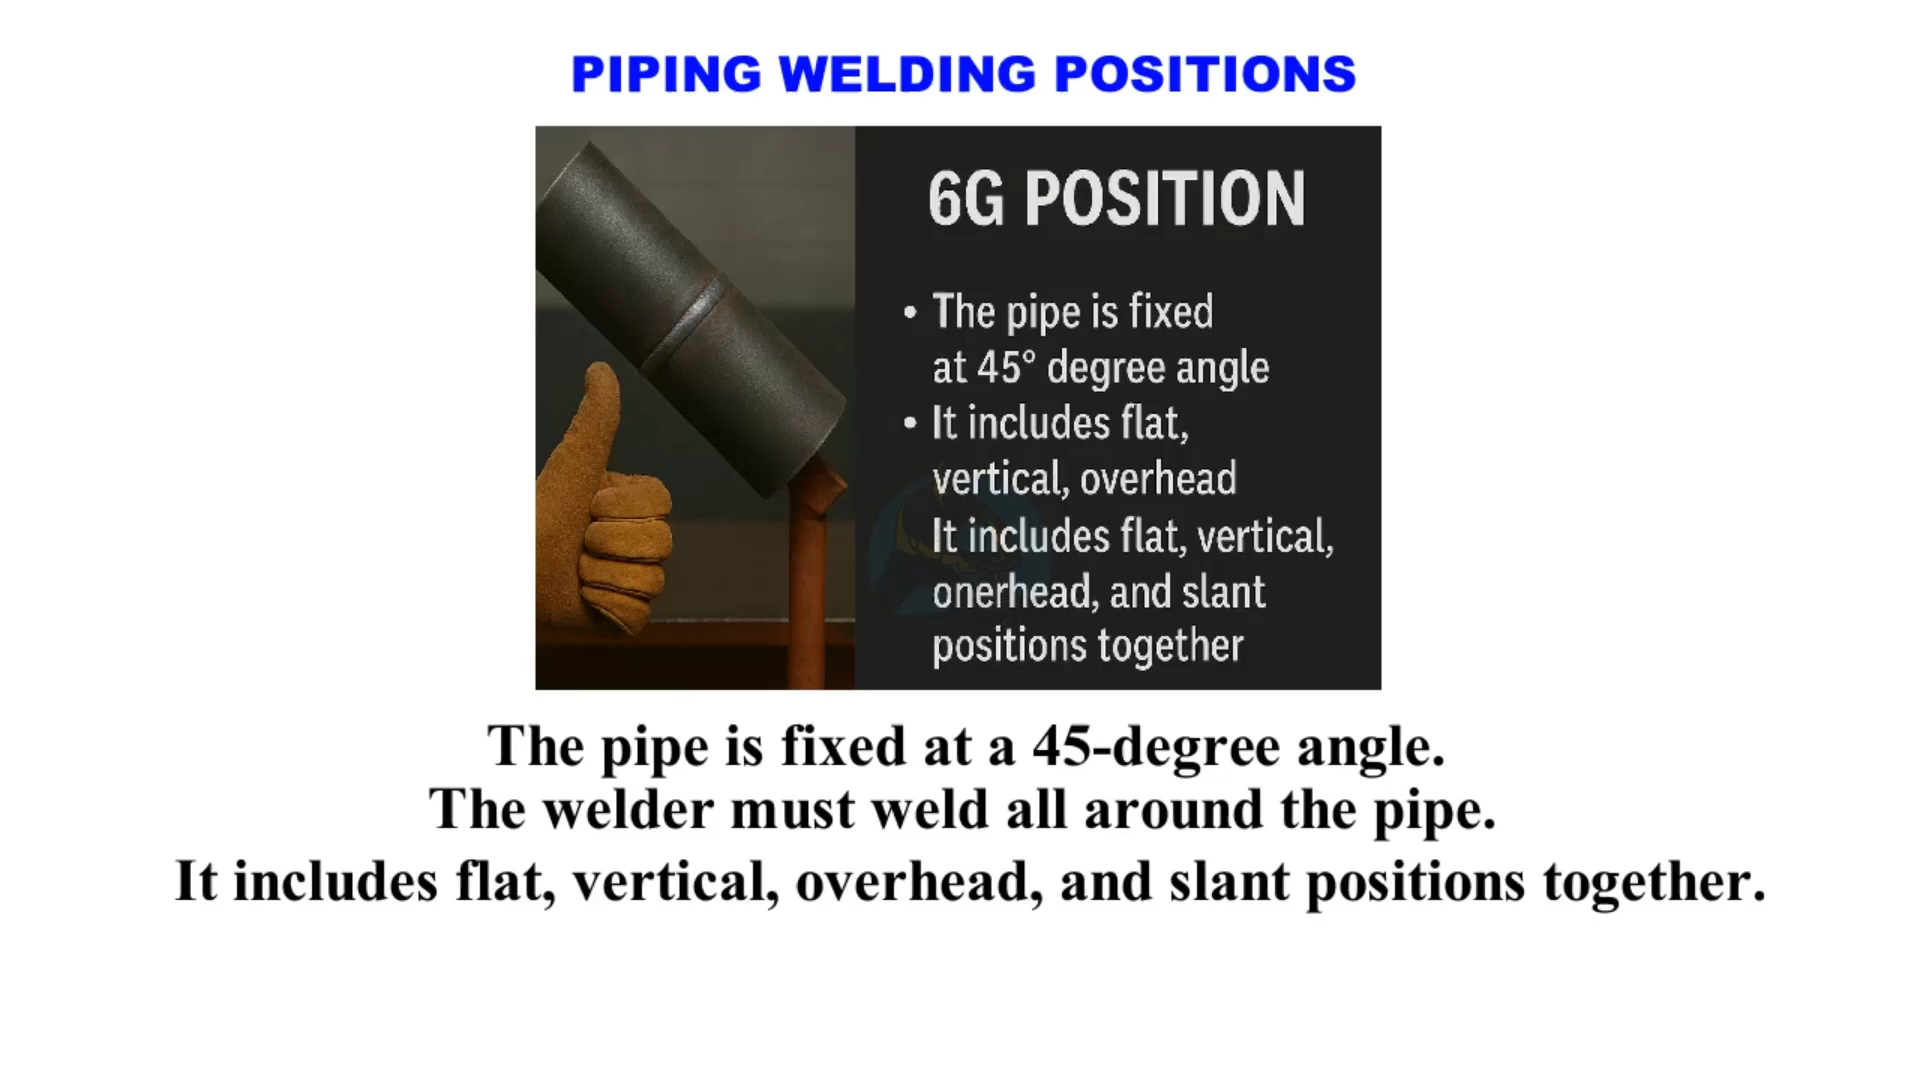 PIPING WELDING POSITIONS
6G POSITION
• The pipe is fixed
at 45° degree angle
• It includes flat,
vertical, overhead
It includes flat, vertical,
onerhead, and slant
positions together
The pipe is fixed at a 45-degree angle.
The welder must weld all around the pipe.
It includes flat, vertical, overhead, and slant positions together.